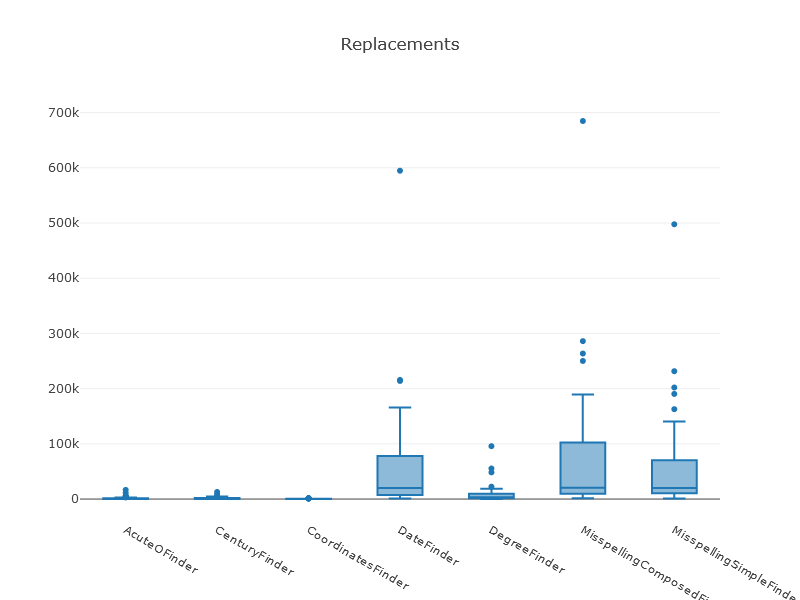 Replacements
700k
600k
500k
400k
300k
200k
100k
0
AcuteOFinder
CenturyFinder
CoordinatesFinder
DateFinder
DegreeFinder
MisspellingComposedFi
MisspellingSimpleFinde